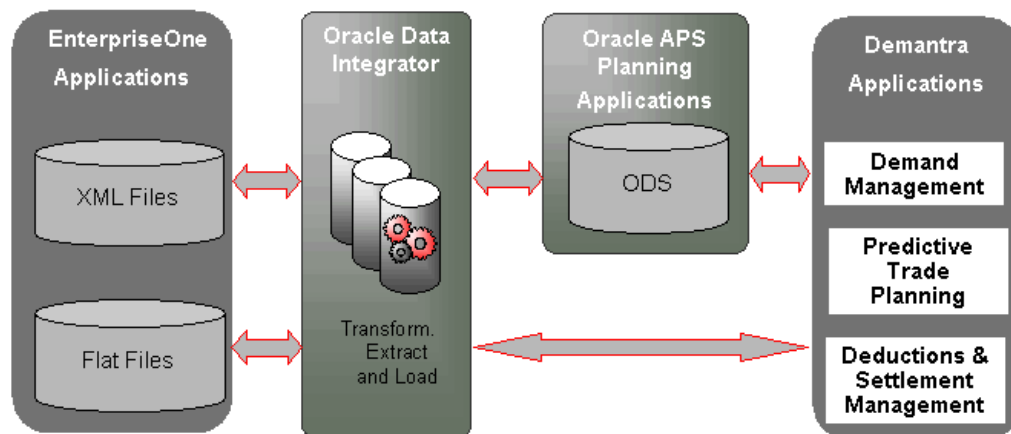 EnterpriseOne
Applications
XML Files
Flat Files
Oracle Data
Integrator
Transform.
Extract
and Load
Oracle APS
Planning
Applications
ODS
Demantra
Applications
Demand
Management
Predictive
Trade
Planning
Deductions &
Settlement
Management